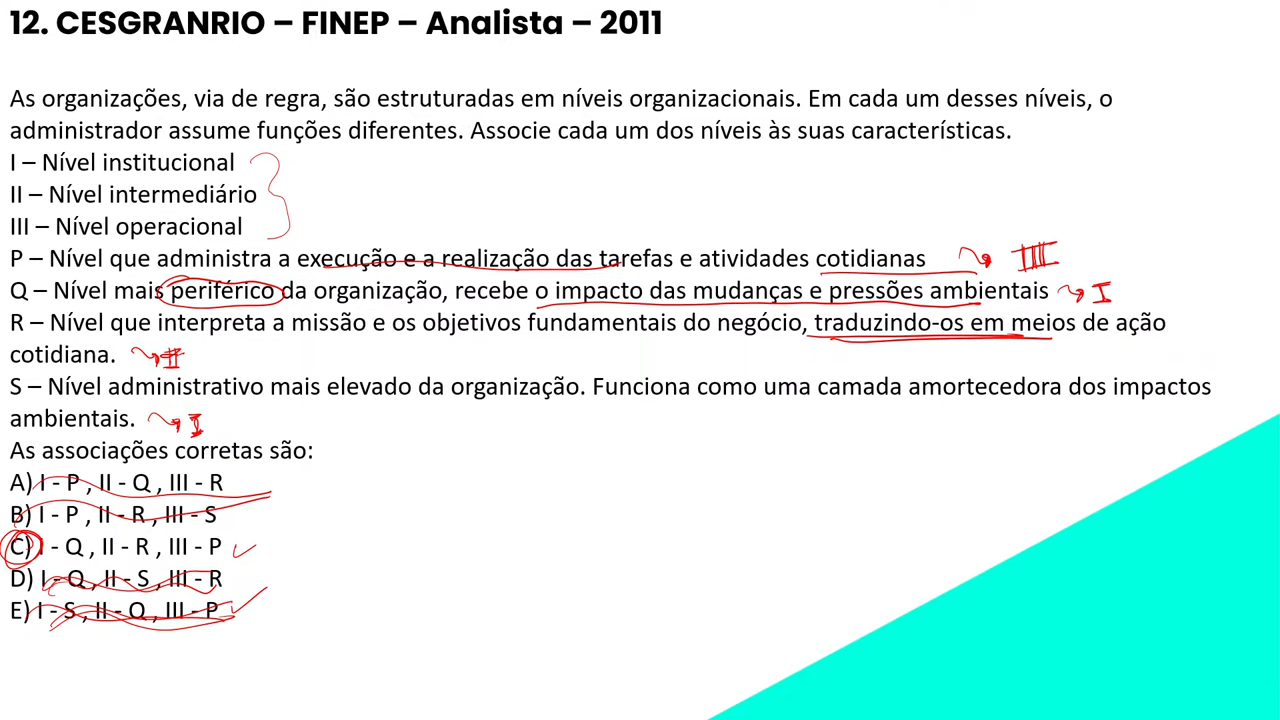 12. CESGRANRIO – FINEP – Analista – 2011
As organizações, via de regra, são estruturadas em níveis organizacionais. Em cada um desses níveis, o
administrador assume funções diferentes. Associe cada um dos níveis às suas características.
I – Nível institucional
II – Nível intermediário
III – Nível operacional
P – Nível que administra a execução e a realização das tarefas e atividades cotidianas III
Q – Nível mais periférico da organização, recebe o impacto das mudanças e pressões ambientais I
R – Nível que interpreta a missão e os objetivos fundamentais do negócio, traduzindo-os em meios de ação
cotidiana. II
S – Nível administrativo mais elevado da organização. Funciona como uma camada amortecedora dos impactos
ambientais. I
As associações corretas são:
A) I - P , II - Q , III - R
B) I - P , II - R , III - S
C) I - Q , II - R , III - P
D) I - Q , II - S , III - R
E) I - S , II - Q , III - P